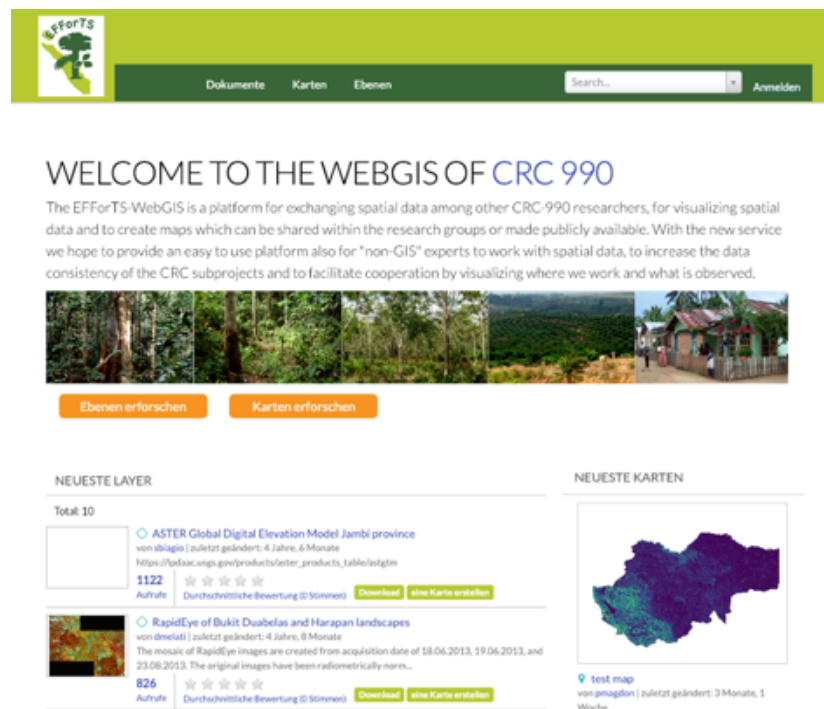 EFForTS
Dokumente Karten Ebenen
Search...
Anmelden
WELCOME TO THE WEBGIS OF CRC 990
The EFForTS-WebGIS is a platform for exchanging spatial data among other CRC-990 researchers, for visualizing spatial
data and to create maps which can be shared within the research groups or made publicly available. With the new service
we hope to provide an easy to use platform also for "non-GIS" experts to work with spatial data, to increase the data
consistency of the CRC subprojects and to facilitate cooperation by visualizing where we work and what is observed.
Ebenen erforschen
Karten erforschen
NEUESTE LAYER
Total: 10
ASTER Global Digital Elevation Model Jambi province
von sbiagio | zuletzt geändert: 4 Jahre, 6 Monate
https://lpdaac.usgs.gov/products/aster_products_table/astgtm
1122
Aufrufe
Durchschnittliche Bewertung (0 Stimmen)
Download
eine Karte erstellen
RapidEye of Bukit Duabelas and Harapan landscapes
von dmelati | zuletzt geändert: 4 Jahre, 8 Monate
The mosaic of RapidEye images are created from acquisition date of 18.06.2013, 19.06.2013, and
23.08.2013. The original images have been radiometrically norm...
826
Aufrufe
Durchschnittliche Bewertung (0 Stimmen)
Download
eine Karte erstellen
NEUESTE KARTEN
test map
von pmagdon | zuletzt geändert: 3 Monate, 1
Woche